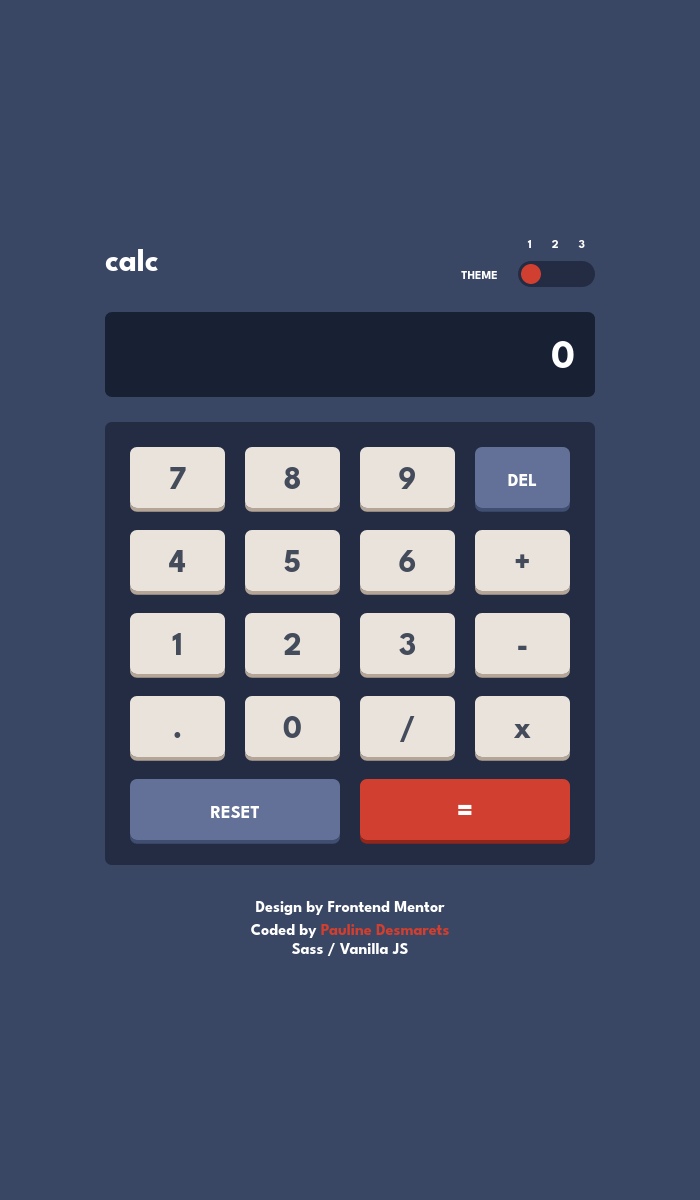 1 2 3
calc
THEME
0
7 8 9 DEL
4 5 6 +
1 2 3 -
. 0 / x
RESET =
Design by Frontend Mentor
Coded by Pauline Desmarets
Sass / Vanilla JS